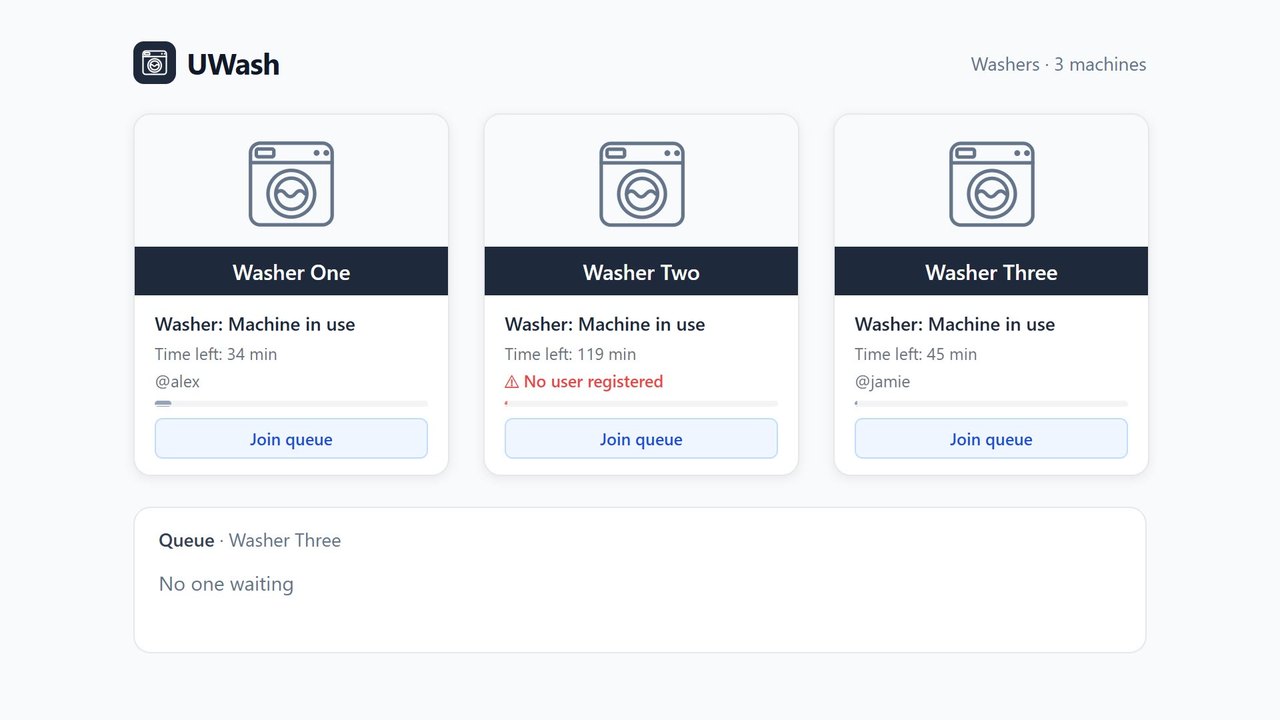 UWash
Washers · 3 machines
Washer One
Washer: Machine in use
Time left: 34 min
@alex
Join queue
Washer Two
Washer: Machine in use
Time left: 119 min
⚠ No user registered
Join queue
Washer Three
Washer: Machine in use
Time left: 45 min
@jamie
Join queue
Queue · Washer Three
No one waiting